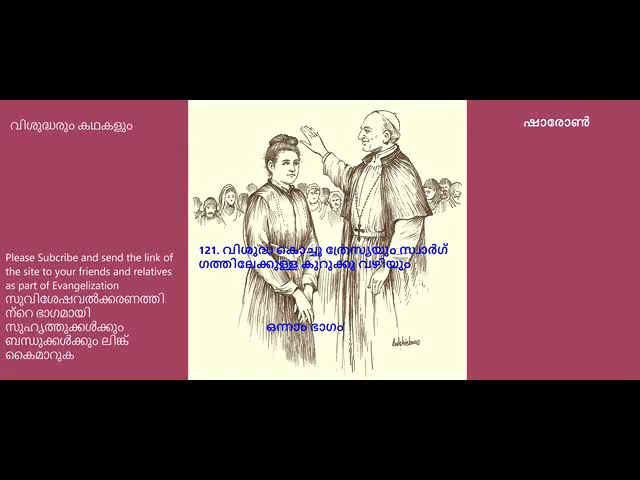 വിശുദ്ധരും കഥകളും
ഷാരോൺ
121. വിശുദ്ധ കൊച്ചു ത്രേസ്യയും സ്വാർഗ്
ഗത്തിലേക്കുള്ള കുറുക്കു വഴിയും
ഒന്നാം ഭാഗം
Please Subcribe and send the link of
the site to your friends and relatives
as part of Evangelization
സുവിശേഷവൽക്കരണത്തി
ന്റെ ഭാഗമായി
സുഹൃത്തുക്കൾക്കും
ബന്ധുക്കൾക്കും ലിങ്ക്
കൈമാറുക